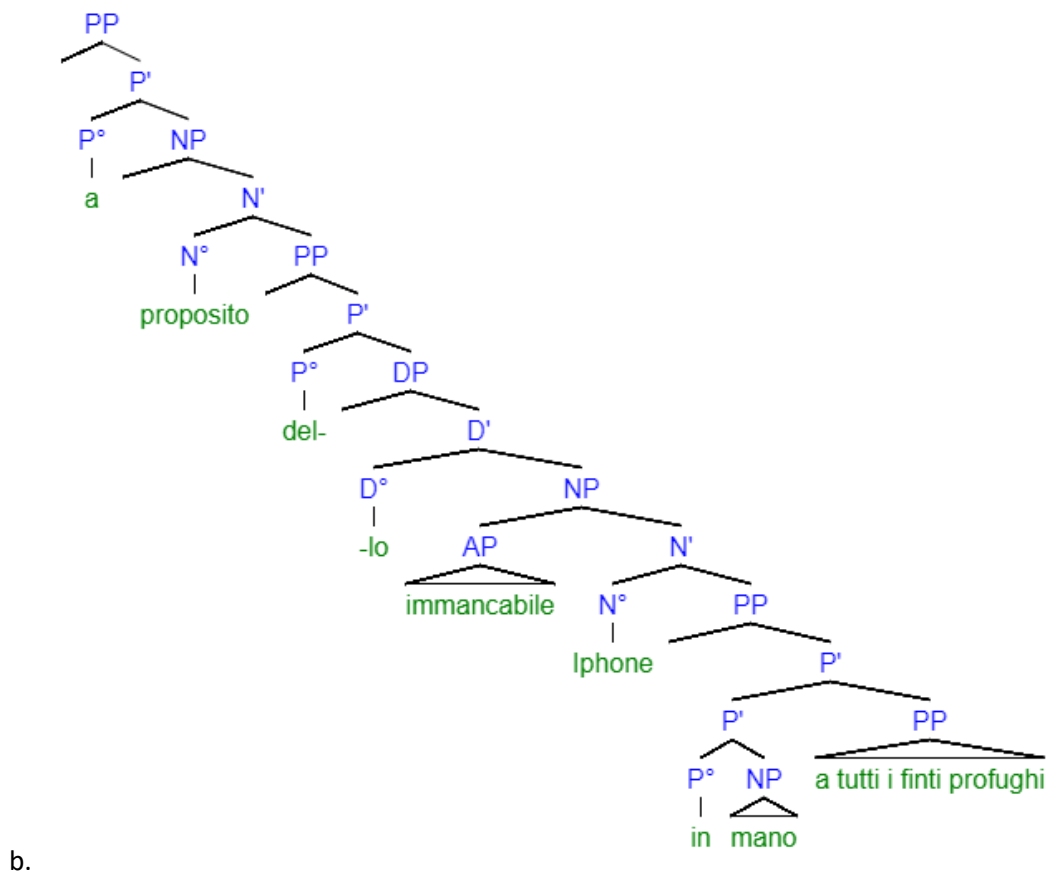 PP
P'
P° NP
a N'
N° PP
proposito P'
P° DP
del- D'
D° NP
-lo AP N'
immancabile N° PP
Iphone P'
P' PP
P° NP a tutti i finti profughi
in mano
b.